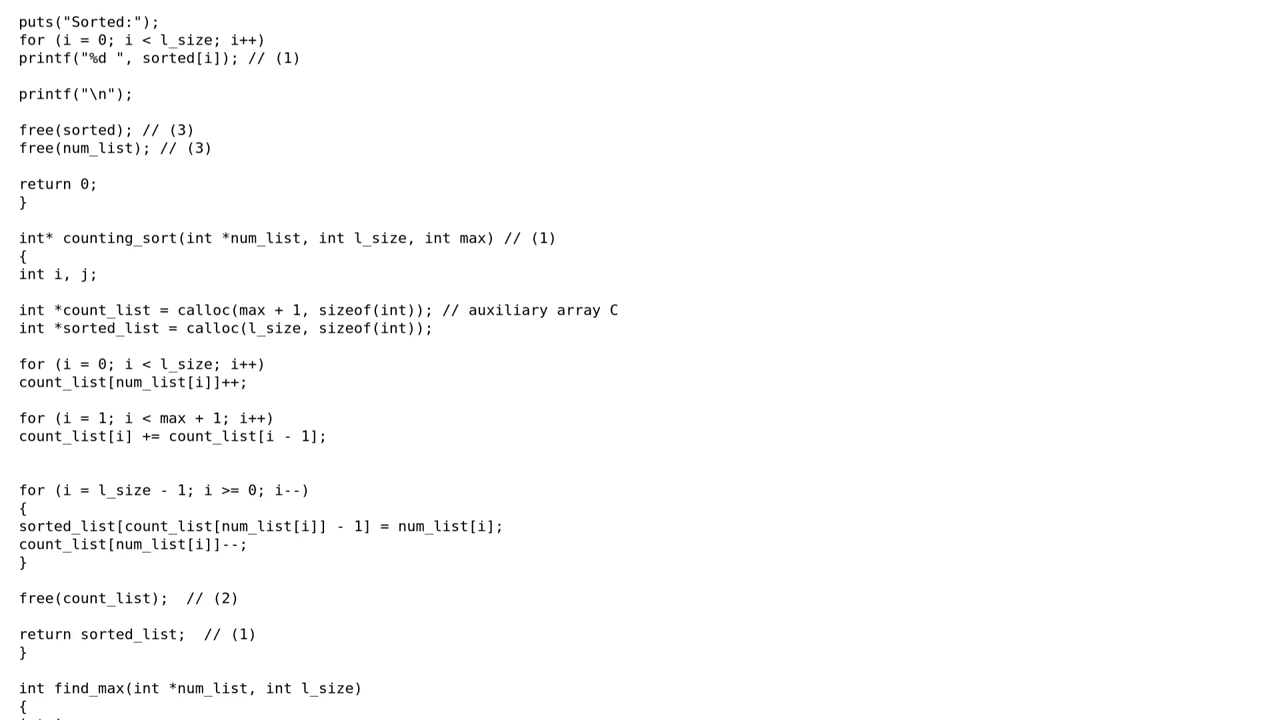 puts("Sorted:");
for (i = 0; i < l_size; i++)
printf("%d ", sorted[i]); // (1)
printf("\n");
free(sorted); // (3)
free(num_list); // (3)
return 0;
}
int* counting_sort(int *num_list, int l_size, int max) // (1)
{
int i, j;
int *count_list = calloc(max + 1, sizeof(int)); // auxiliary array C
int *sorted_list = calloc(l_size, sizeof(int));
for (i = 0; i < l_size; i++)
count_list[num_list[i]]++;
for (i = 1; i < max + 1; i++)
count_list[i] += count_list[i - 1];
for (i = l_size - 1; i >= 0; i--)
{
sorted_list[count_list[num_list[i]] - 1] = num_list[i];
count_list[num_list[i]]--;
}
free(count_list);  // (2)
return sorted_list;  // (1)
}
int find_max(int *num_list, int l_size)
{